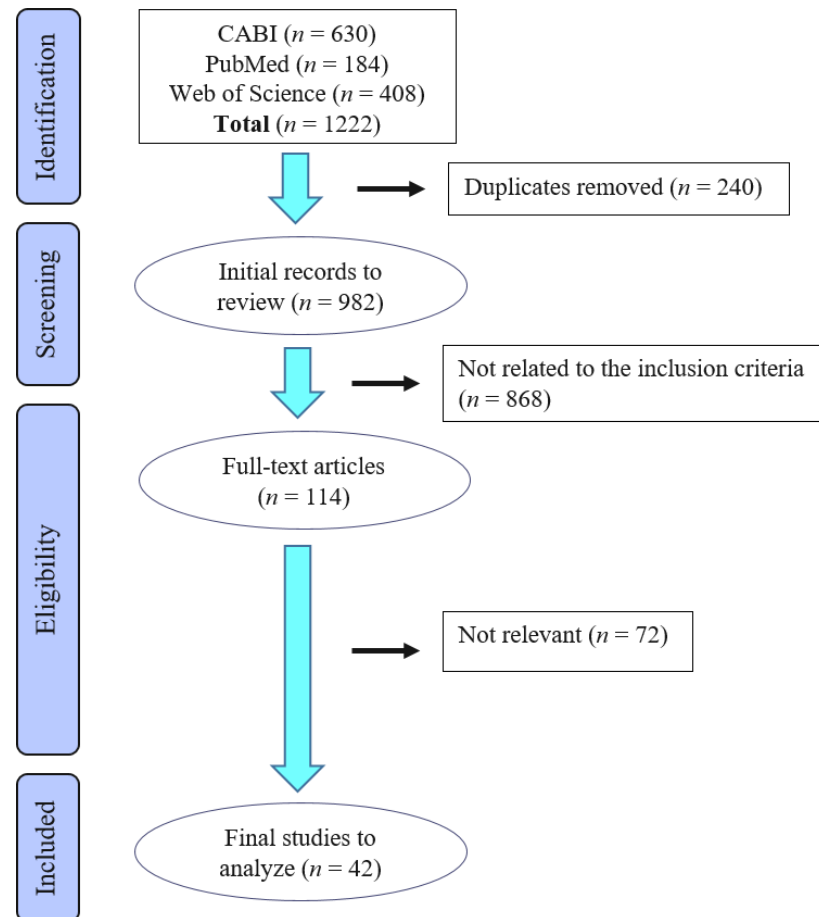 Identification
CABI (n = 630)
PubMed (n = 184)
Web of Science (n = 408)
Total (n = 1222)
Duplicates removed (n = 240)
Screening
Initial records to
review (n = 982)
Not related to the inclusion criteria
(n = 868)
Eligibility
Full-text articles
(n = 114)
Not relevant (n = 72)
Included
Final studies to
analyze (n = 42)